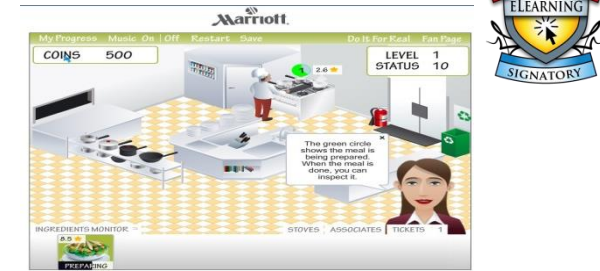 Marriott
ELEARNING
SIGNATORY
My Progress Music On | Off Restart Save Do It For Real Fan Page
COINS 500
LEVEL 1
STATUS 10
1 2.6
The green circle
shows the meal is
being prepared.
When the meal is
done, you can
inspect it.
INGREDIENTS MONITOR
STOVES ASSOCIATES TICKETS 1
8.5
PREPARING